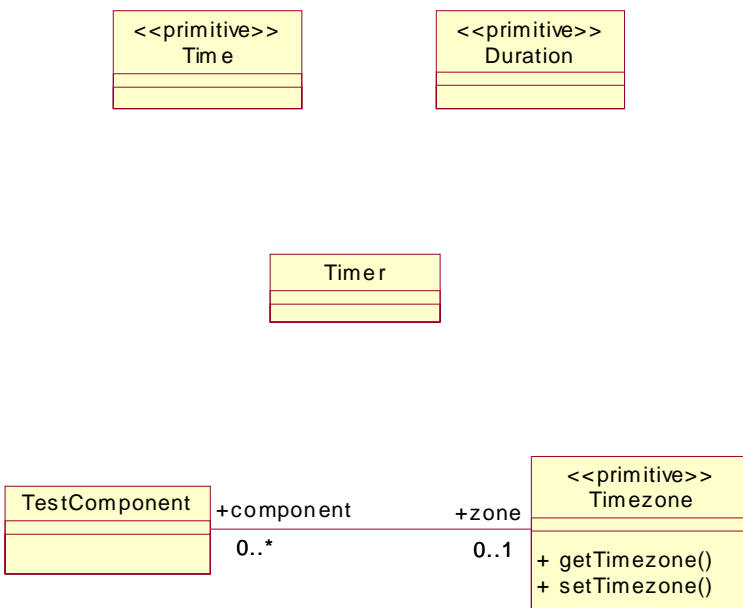 <<primitive>>
Time
<<primitive>>
Duration
Timer
TestComponent
+component
0..*
+zone
0..1
<<primitive>>
Timezone
+ getTimezone()
+ setTimezone()